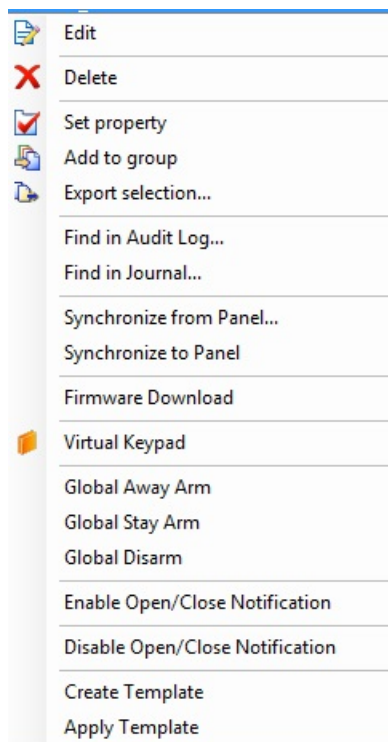 Edit
Delete
Set property
Add to group
Export selection...
Find in Audit Log...
Find in Journal...
Synchronize from Panel...
Synchronize to Panel
Firmware Download
Virtual Keypad
Global Away Arm
Global Stay Arm
Global Disarm
Enable Open/Close Notification
Disable Open/Close Notification
Create Template
Apply Template